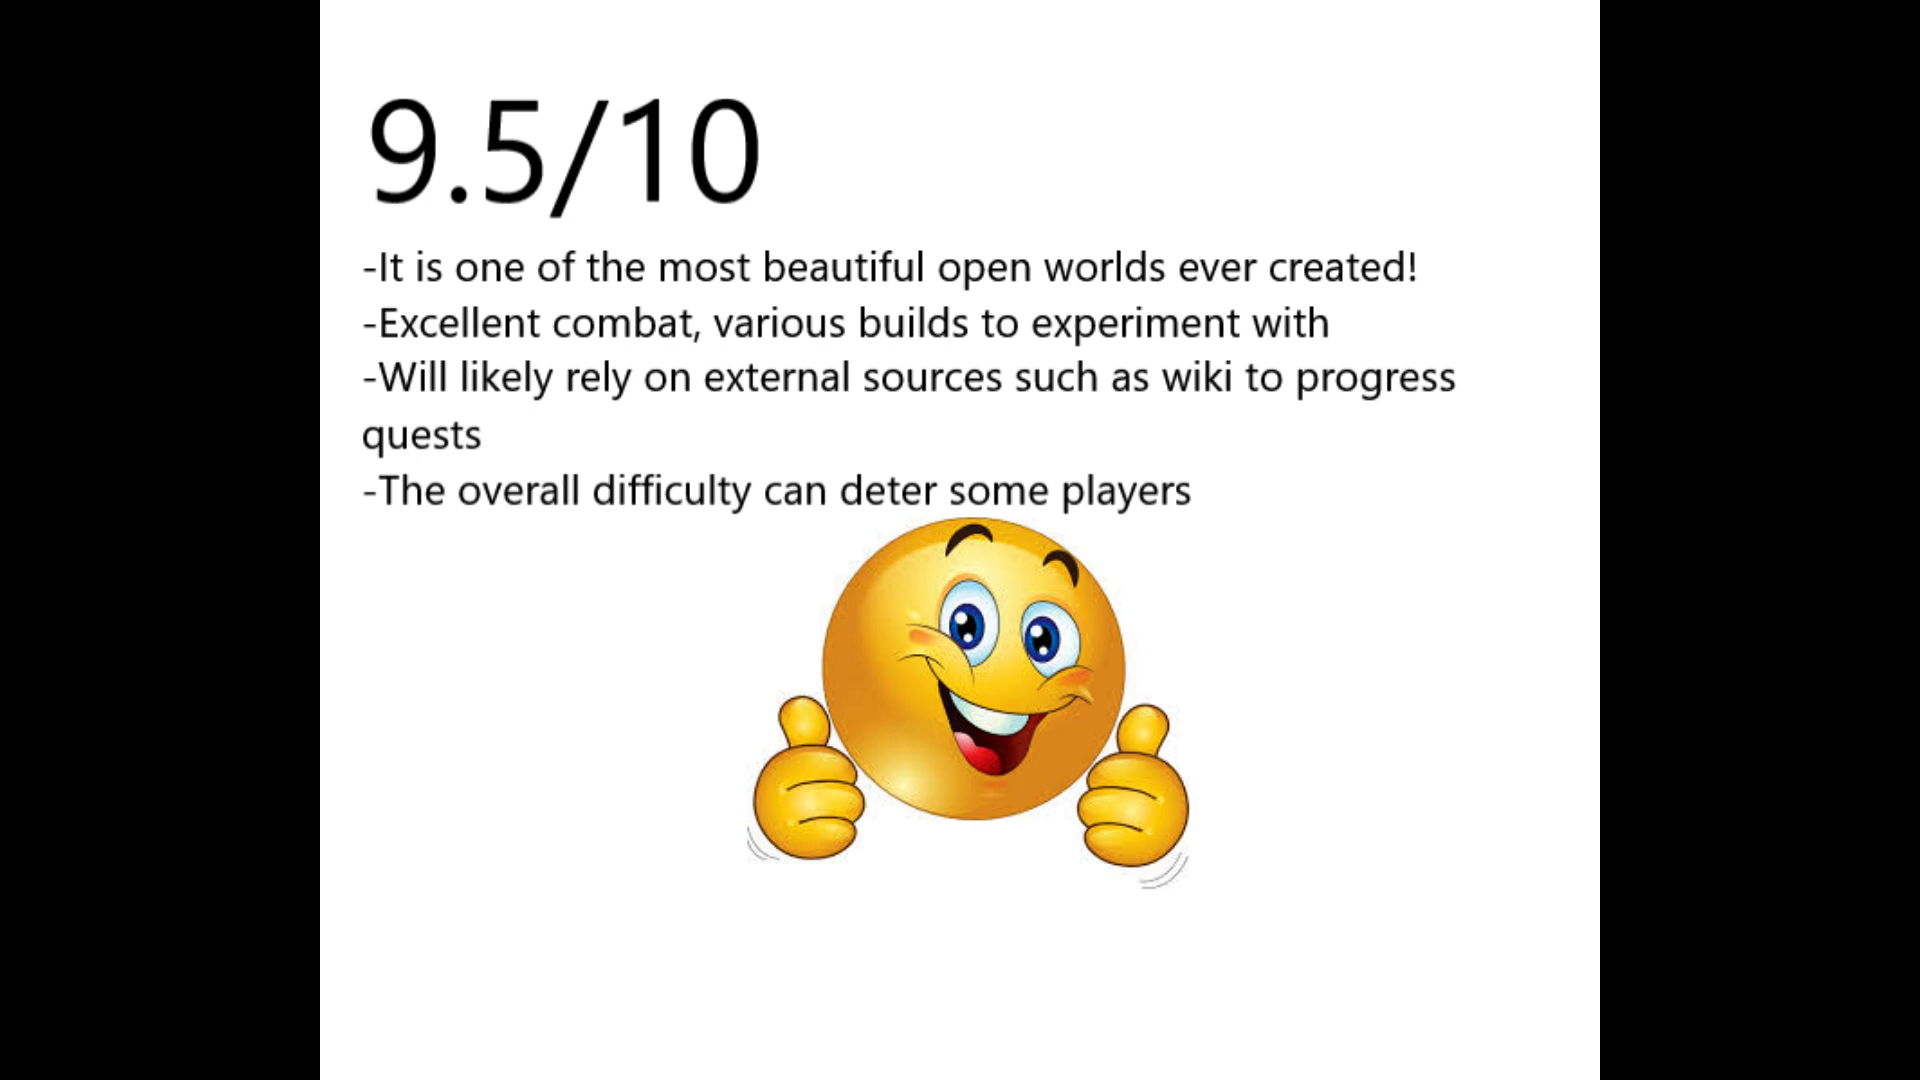 9.5/10
-It is one of the most beautiful open worlds ever created!
-Excellent combat, various builds to experiment with
-Will likely rely on external sources such as wiki to progress
quests
-The overall difficulty can deter some players